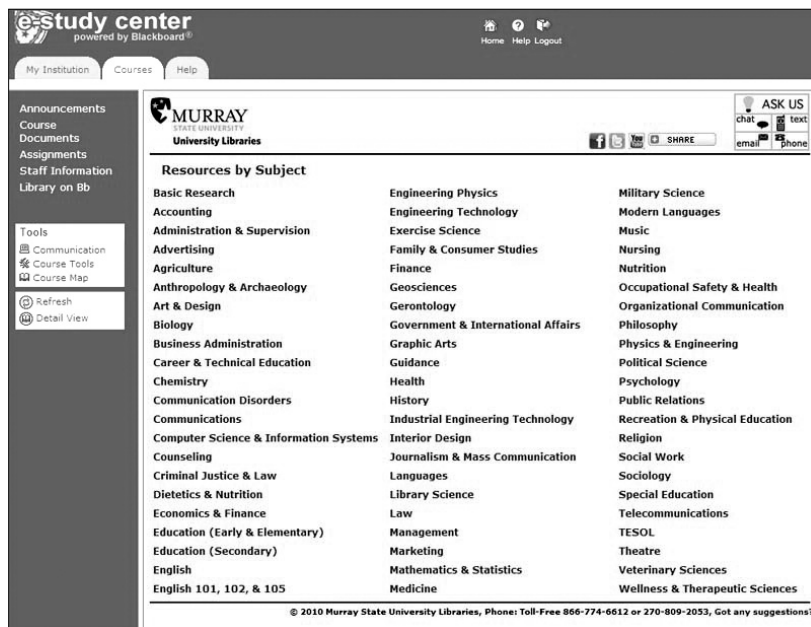 e-study center
powered by Blackboard®
Home Help Logout
My Institution Courses Help
Announcements
Course
Documents
Assignments
Staff Information
Library on Bb
Tools
Communication
Course Tools
Course Map
Refresh
Detail View
MURRAY
STATE UNIVERSITY
University Libraries
f t You Tube SHARE
ASK US
chat text
email phone
Resources by Subject
Basic Research
Accounting
Administration & Supervision
Advertising
Agriculture
Anthropology & Archaeology
Art & Design
Biology
Business Administration
Career & Technical Education
Chemistry
Communication Disorders
Communications
Computer Science & Information Systems
Counseling
Criminal Justice & Law
Dietetics & Nutrition
Economics & Finance
Education (Early & Elementary)
Education (Secondary)
English
English 101, 102, & 105
Engineering Physics
Engineering Technology
Exercise Science
Family & Consumer Studies
Finance
Geosciences
Gerontology
Government & International Affairs
Graphic Arts
Guidance
Health
History
Industrial Engineering Technology
Interior Design
Journalism & Mass Communication
Languages
Library Science
Law
Management
Marketing
Mathematics & Statistics
Medicine
Military Science
Modern Languages
Music
Nursing
Nutrition
Occupational Safety & Health
Organizational Communication
Philosophy
Physics & Engineering
Political Science
Psychology
Public Relations
Recreation & Physical Education
Religion
Social Work
Sociology
Special Education
Telecommunications
TESOL
Theatre
Veterinary Sciences
Wellness & Therapeutic Sciences
© 2010 Murray State University Libraries, Phone: Toll-Free 866-774-6612 or 270-809-2053, Got any suggestions?